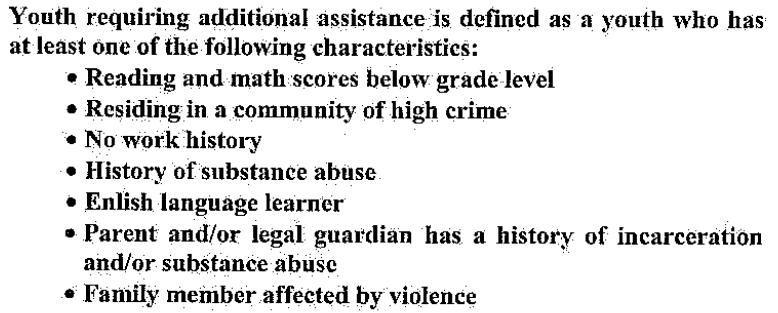 Youth requiring additional assistance is defined as a youth who has
at least one of the following characteristics:
• Reading and math scores below grade level
• Residing in a community of high crime
• No work history
• History of substance abuse
• Enlish language learner
• Parent and/or legal guardian has a history of incarceration
and/or substance abuse
• Family member affected by violence